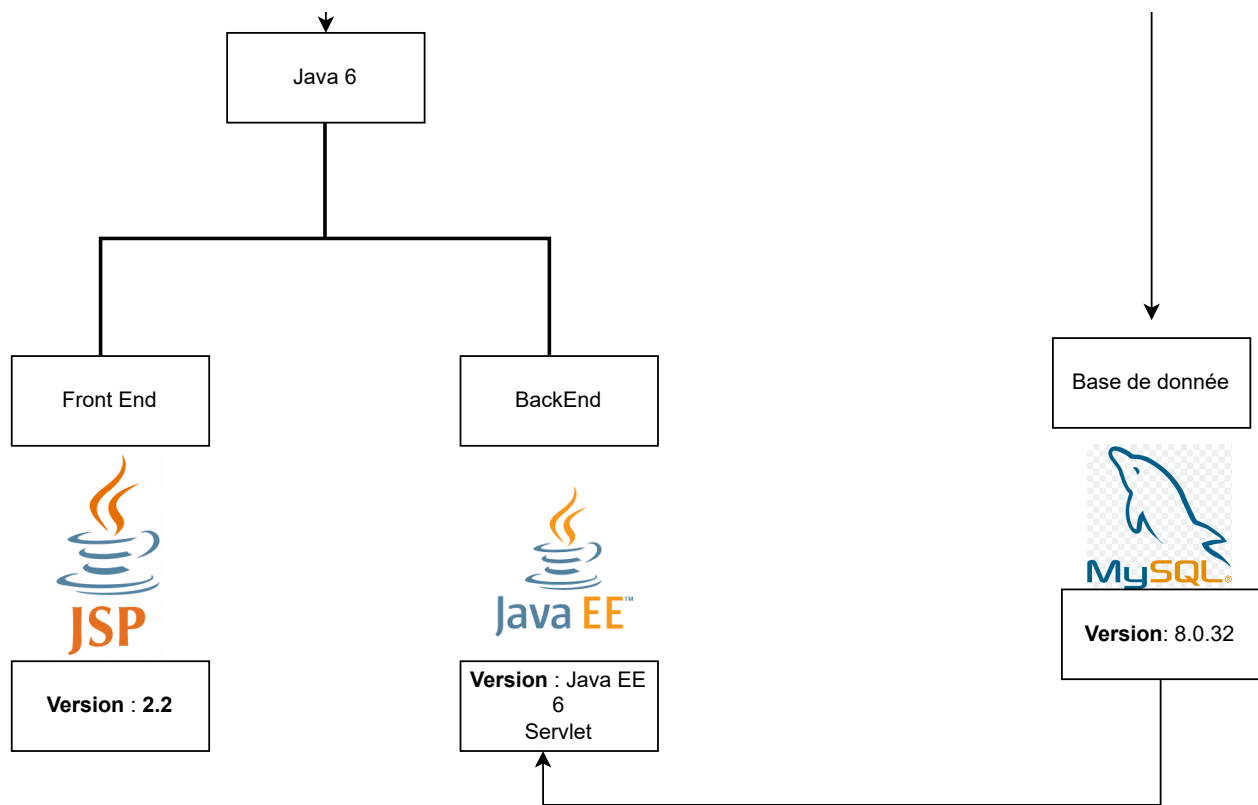 Java 6
Front End
BackEnd
Base de donnée
JSP
Java EE™
MySQL®
Version : 2.2
Version : Java EE
6
Servlet
Version: 8.0.32